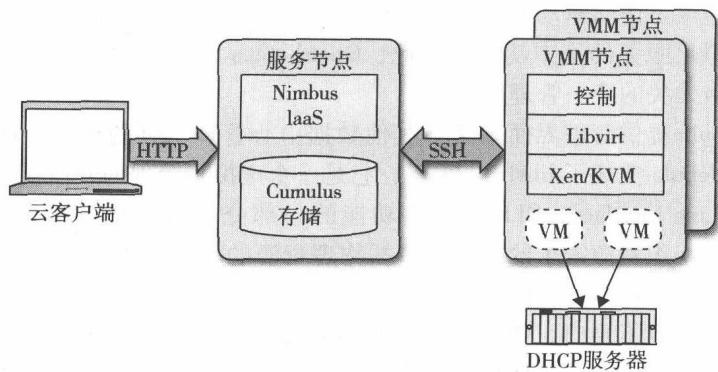 云客户端
HTTP
服务节点
Nimbus
IaaS
Cumulus
存储
SSH
VMM节点
VMM节点
控制
Libvirt
Xen/KVM
VM
VM
DHCP服务器